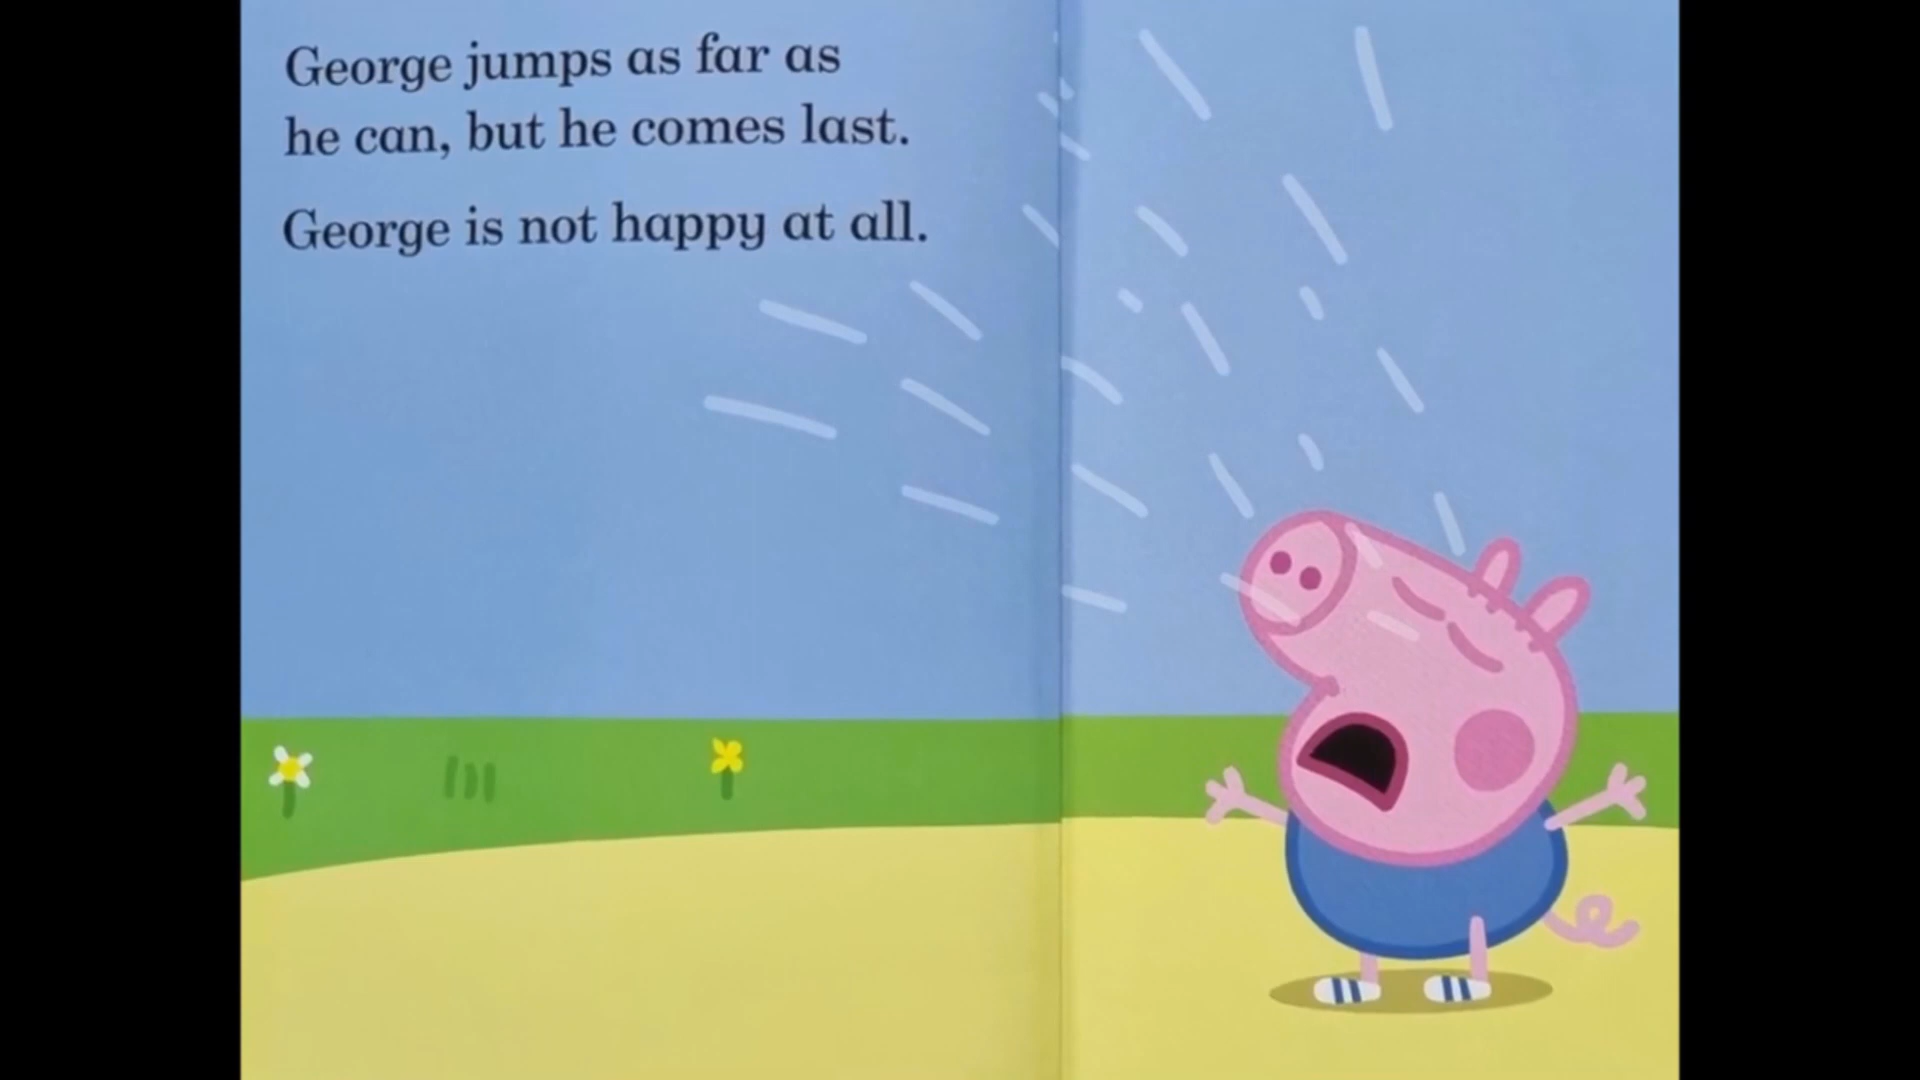 George jumps as far as
he can, but he comes last.
George is not happy at all.